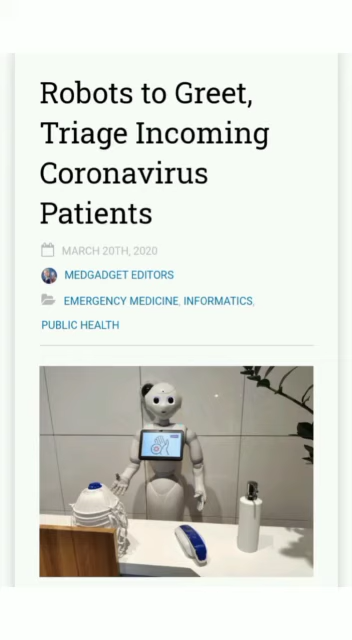 Robots to Greet,
Triage Incoming
Coronavirus
Patients
MARCH 20TH, 2020
MEDGADGET EDITORS
EMERGENCY MEDICINE, INFORMATICS,
PUBLIC HEALTH